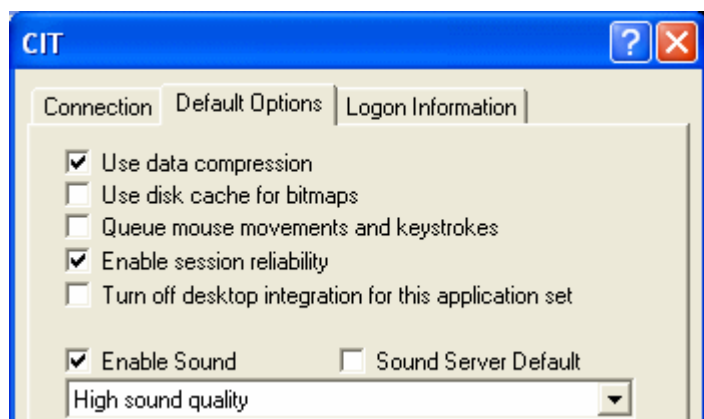 CIT
Connection Default Options Logon Information
Use data compression
Use disk cache for bitmaps
Queue mouse movements and keystrokes
Enable session reliability
Turn off desktop integration for this application set
Enable Sound Sound Server Default
High sound quality